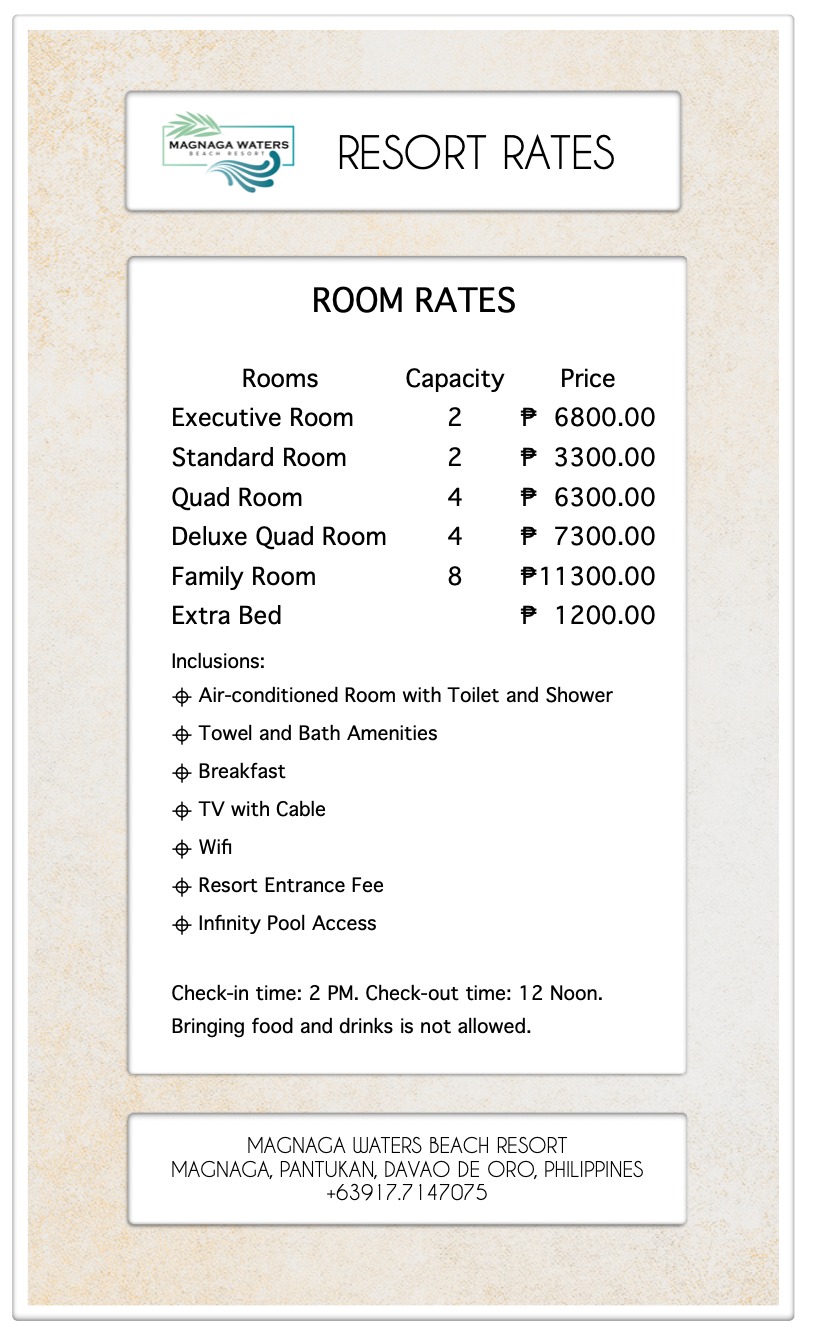 MAGNAGA WATERS
BEACH RESORT
RESORT RATES
ROOM RATES
Rooms Capacity Price
Executive Room 2 ₱ 6800.00
Standard Room 2 ₱ 3300.00
Quad Room 4 ₱ 6300.00
Deluxe Quad Room 4 ₱ 7300.00
Family Room 8 ₱11300.00
Extra Bed ₱ 1200.00
Inclusions:
⌖ Air-conditioned Room with Toilet and Shower
⌖ Towel and Bath Amenities
⌖ Breakfast
⌖ TV with Cable
⌖ Wifi
⌖ Resort Entrance Fee
⌖ Infinity Pool Access
Check-in time: 2 PM. Check-out time: 12 Noon.
Bringing food and drinks is not allowed.
MAGNAGA WATERS BEACH RESORT
MAGNAGA, PANTUKAN, DAVAO DE ORO, PHILIPPINES
+63917.7147075